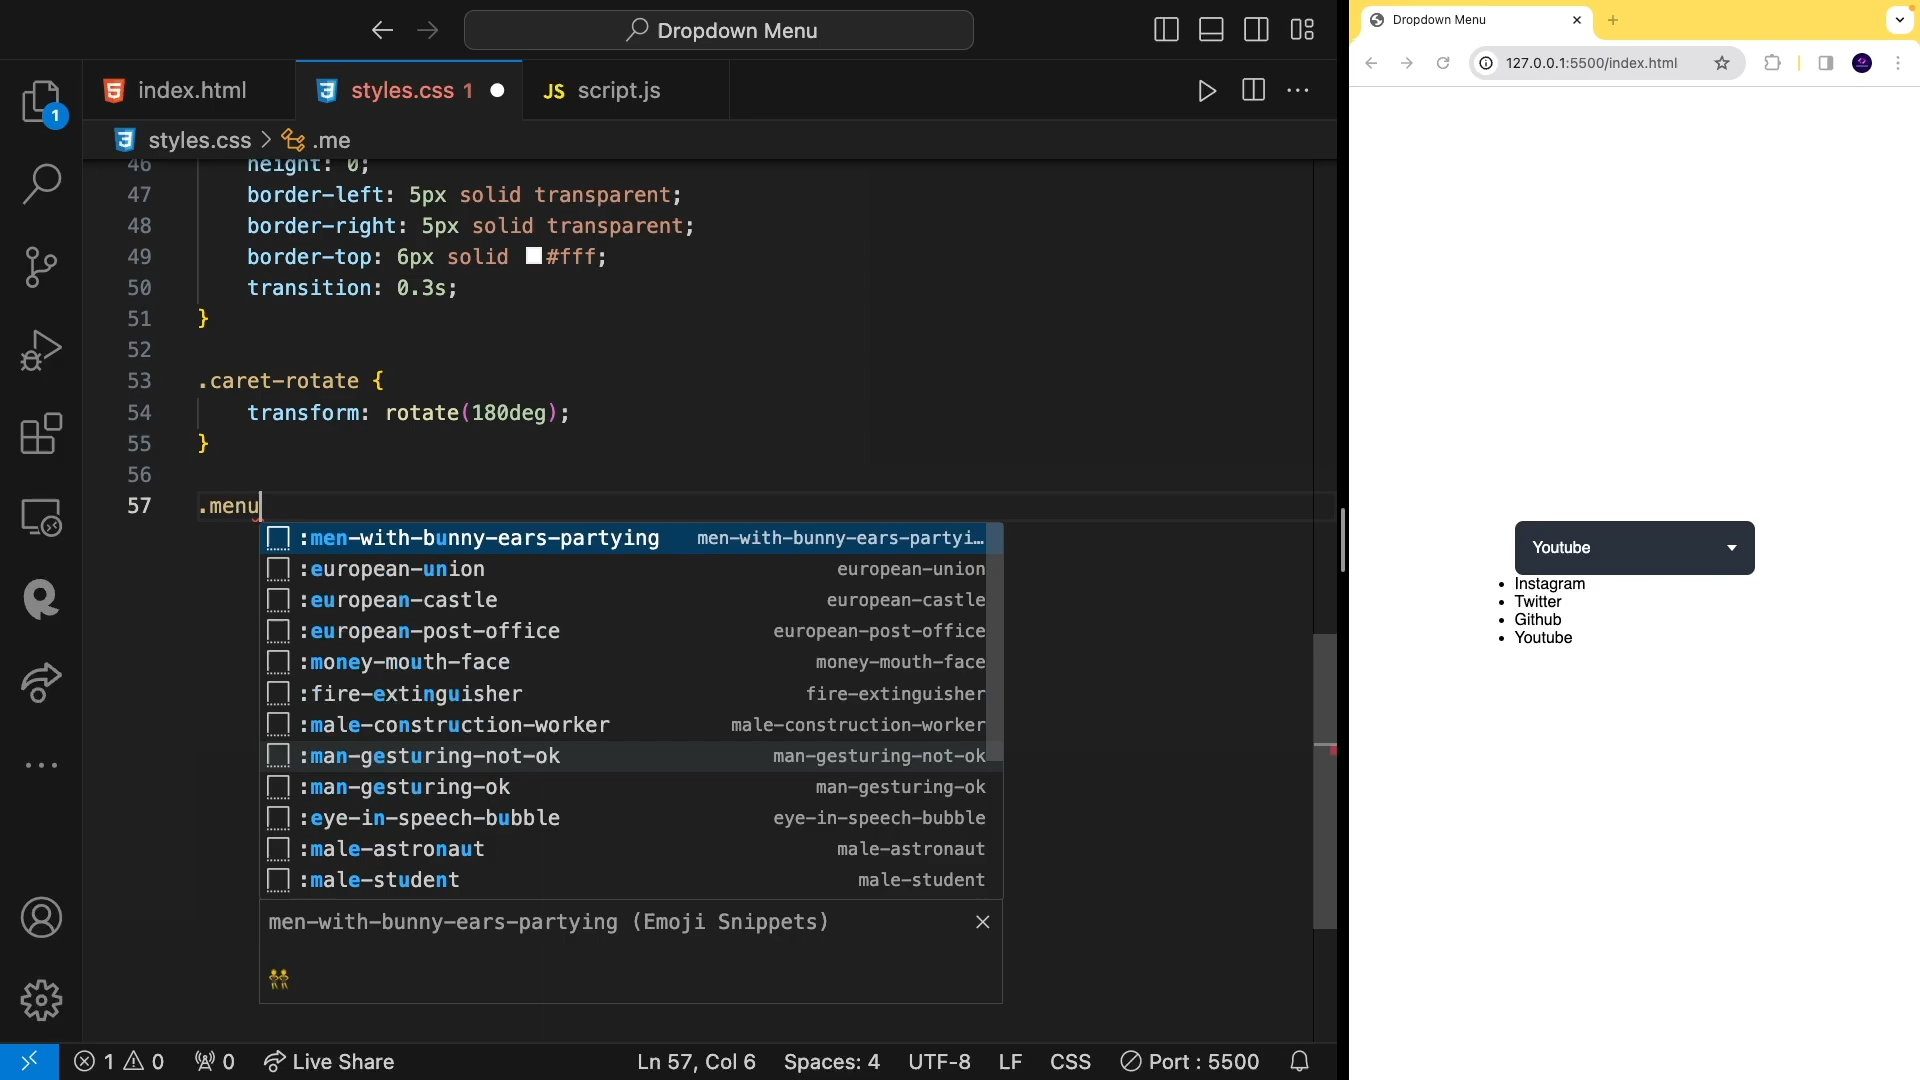 Dropdown Menu
index.html
styles.css 1
JS script.js
styles.css > .me
46 height: 0;
47 border-left: 5px solid transparent;
48 border-right: 5px solid transparent;
49 border-top: 6px solid #fff;
50 transition: 0.3s;
51 }
52
53 .caret-rotate {
54 transform: rotate(180deg);
55 }
56
57 .menu
:men-with-bunny-ears-partying men-with-bunny-ears-partyi…
:european-union european-union
:european-castle european-castle
:european-post-office european-post-office
:money-mouth-face money-mouth-face
:fire-extinguisher fire-extinguisher
:male-construction-worker male-construction-worker
:man-gesturing-not-ok man-gesturing-not-ok
:man-gesturing-ok man-gesturing-ok
:eye-in-speech-bubble eye-in-speech-bubble
:male-astronaut male-astronaut
:male-student male-student
men-with-bunny-ears-partying (Emoji Snippets)
1
1 0 0 Live Share Ln 57, Col 6 Spaces: 4 UTF-8 LF CSS Port : 5500
Dropdown Menu
127.0.0.1:5500/index.html
Youtube
• Instagram
• Twitter
• Github
• Youtube